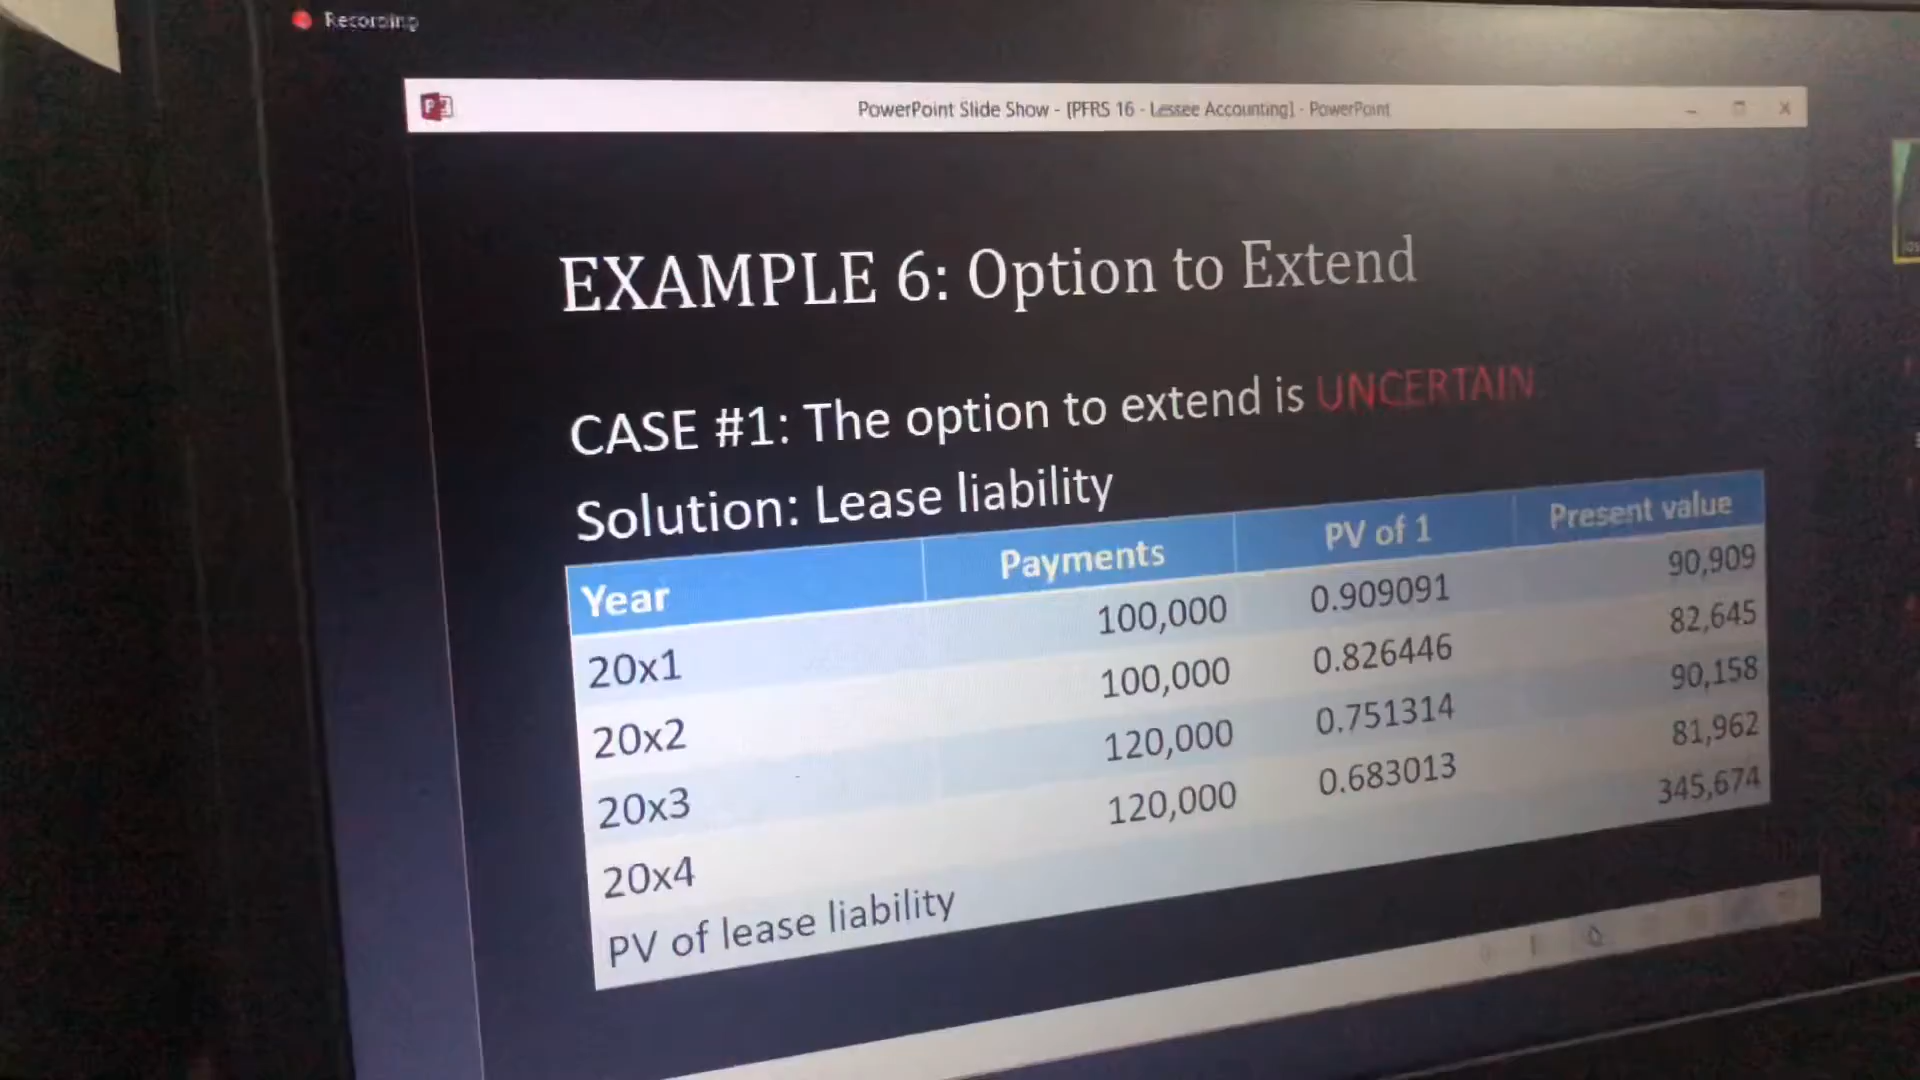 Recording
PowerPoint Slide Show - [PFRS 16 - Lessee Accounting] - PowerPoint
EXAMPLE 6: Option to Extend
CASE #1: The option to extend is UNCERTAIN.
Solution: Lease liability
Year Payments PV of 1 Present value
20x1 100,000 0.909091 90,909
20x2 100,000 0.826446 82,645
20x3 120,000 0.751314 90,158
20x4 120,000 0.683013 81,962
PV of lease liability 345,674